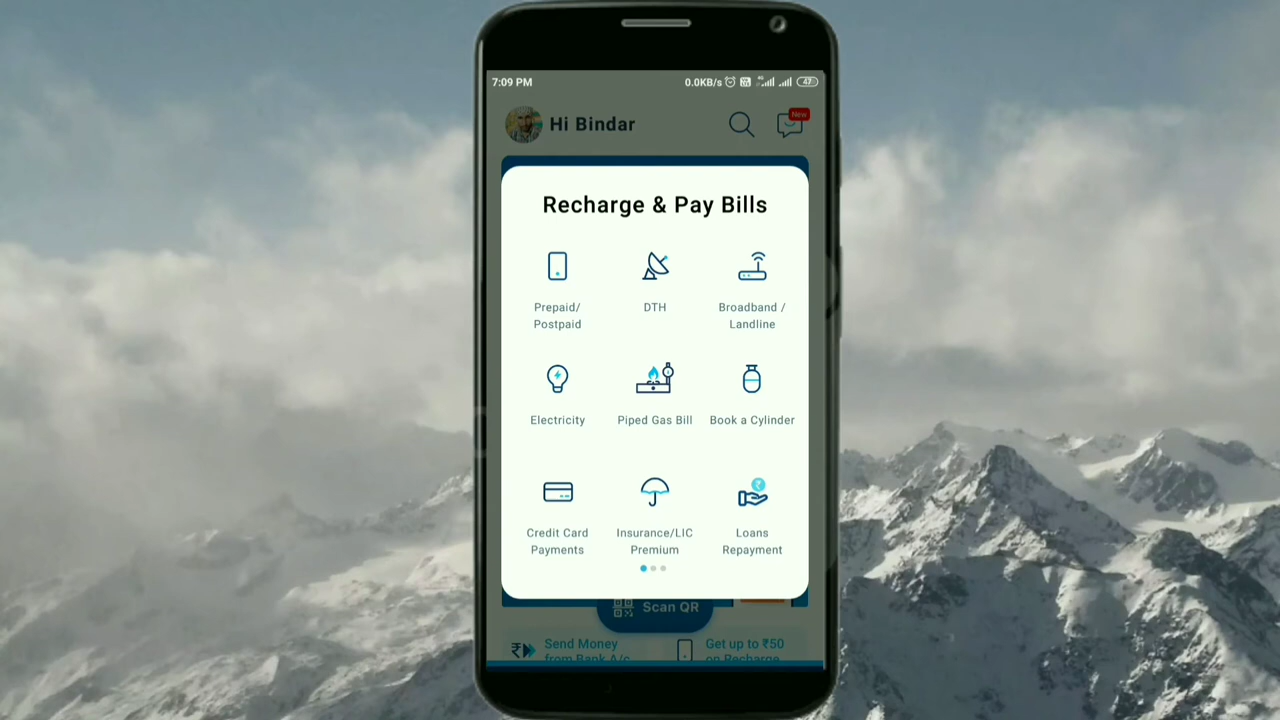 7:09 PM
0.0KB/s
4G
47
Hi Bindar
New
Recharge & Pay Bills
Prepaid/
Postpaid
DTH
Broadband /
Landline
Electricity
Piped Gas Bill
Book a Cylinder
Credit Card
Payments
Insurance/LIC
Premium
Loans
Repayment
Scan QR
Send Money
from Bank A/c
Get up to ₹50
on Recharge